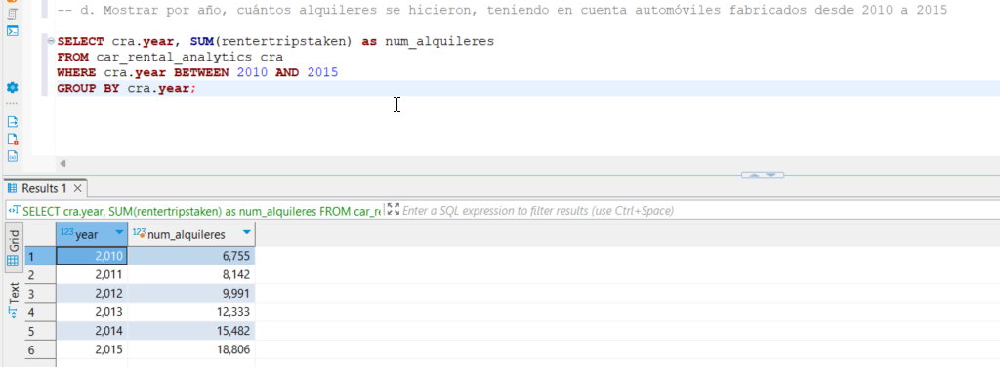 -- d. Mostrar por año, cuántos alquileres se hicieron, teniendo en cuenta automóviles fabricados desde 2010 a 2015
SELECT cra.year, SUM(rentertripstaken) as num_alquileres
FROM car_rental_analytics cra
WHERE cra.year BETWEEN 2010 AND 2015
GROUP BY cra.year;
Results 1
SELECT cra.year, SUM(rentertripstaken) as num_alquileres FROM car_re
Enter a SQL expression to filter results (use Ctrl+Space)
Grid
Text
123 year 123 num_alquileres
1 2,010 6,755
2 2,011 8,142
3 2,012 9,991
4 2,013 12,333
5 2,014 15,482
6 2,015 18,806